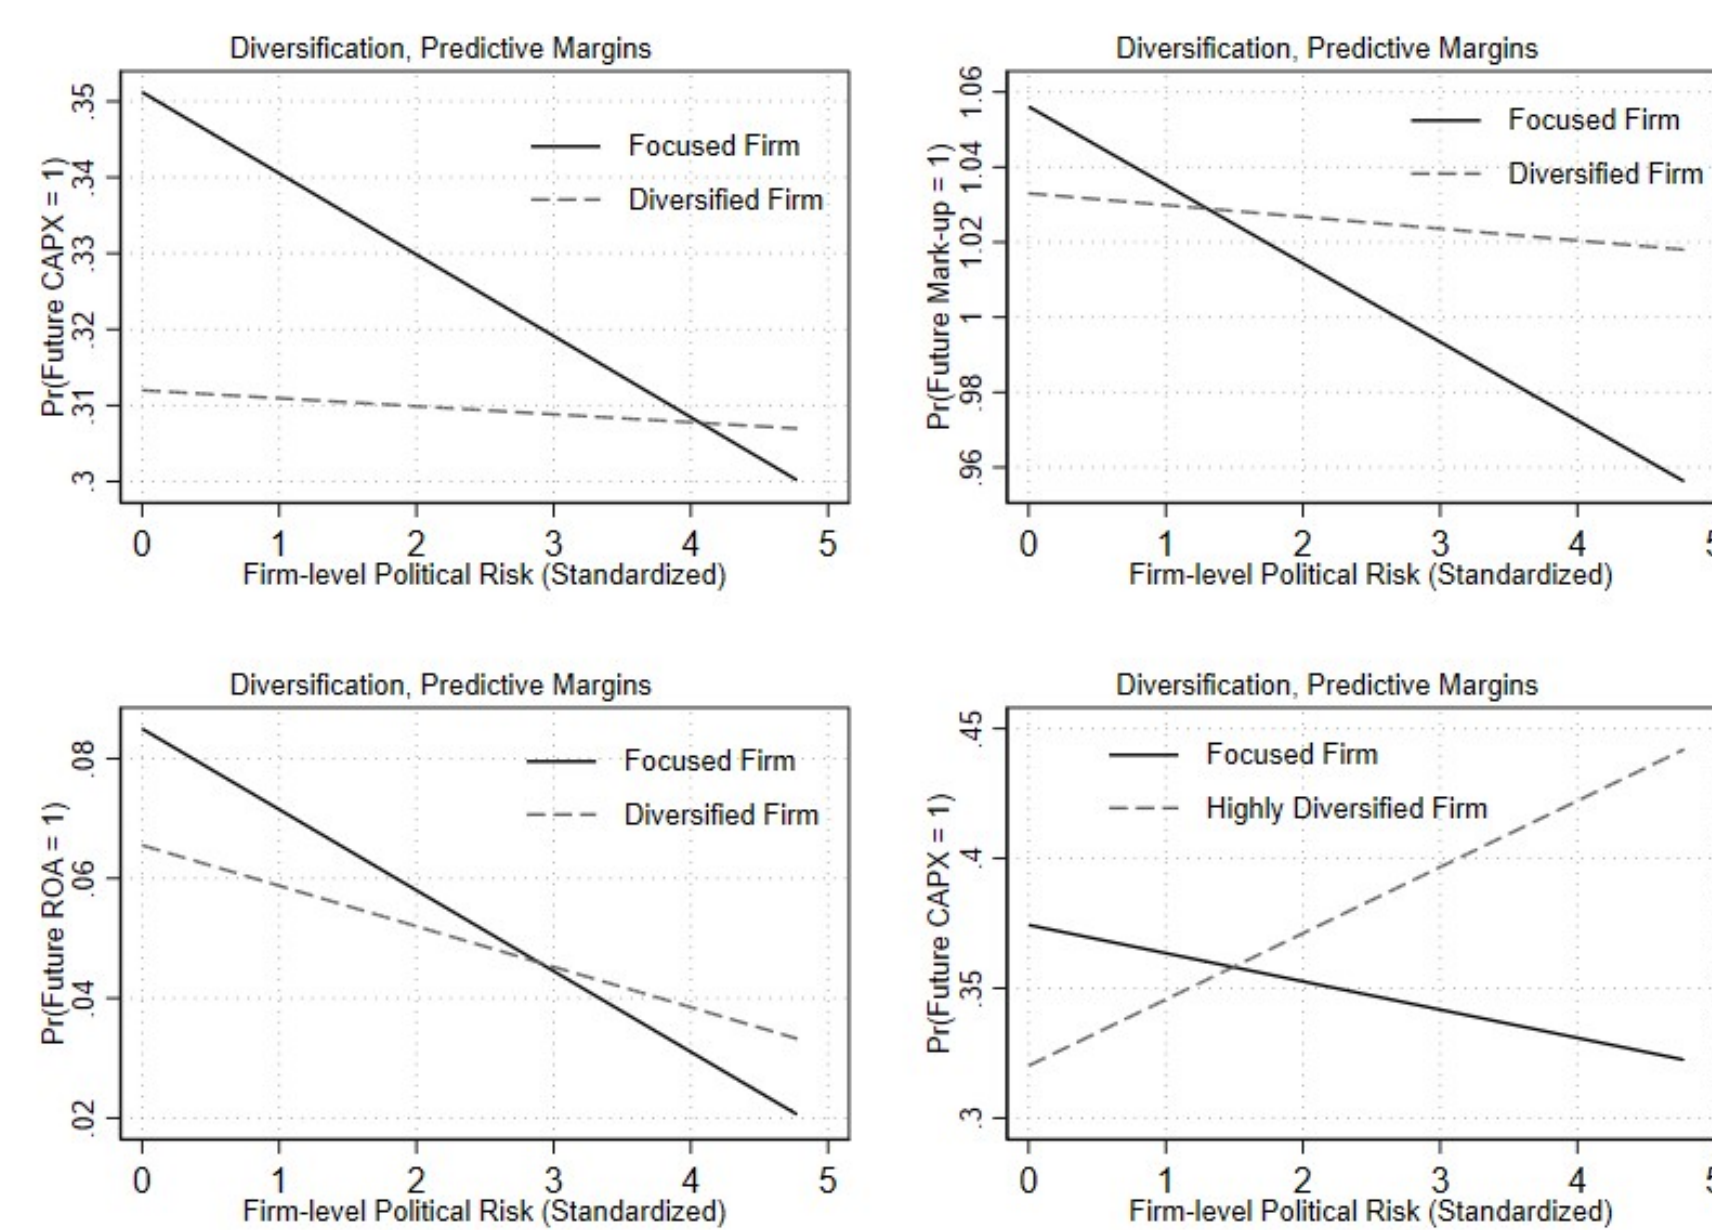 Diversification, Predictive Margins
Pr(Future CAPX = 1)
.35
.34
.33
.32
.31
.3
Focused Firm
Diversified Firm
0 1 2 3 4 5
Firm-level Political Risk (Standardized)
Diversification, Predictive Margins
Pr(Future Mark-up = 1)
1.06
1.04
1.02
1
.98
.96
Focused Firm
Diversified Firm
0 1 2 3 4 5
Firm-level Political Risk (Standardized)
Diversification, Predictive Margins
Pr(Future ROA = 1)
.08
.06
.04
.02
Focused Firm
Diversified Firm
0 1 2 3 4 5
Firm-level Political Risk (Standardized)
Diversification, Predictive Margins
Pr(Future CAPX = 1)
.45
.4
.35
.3
Focused Firm
Highly Diversified Firm
0 1 2 3 4 5
Firm-level Political Risk (Standardized)